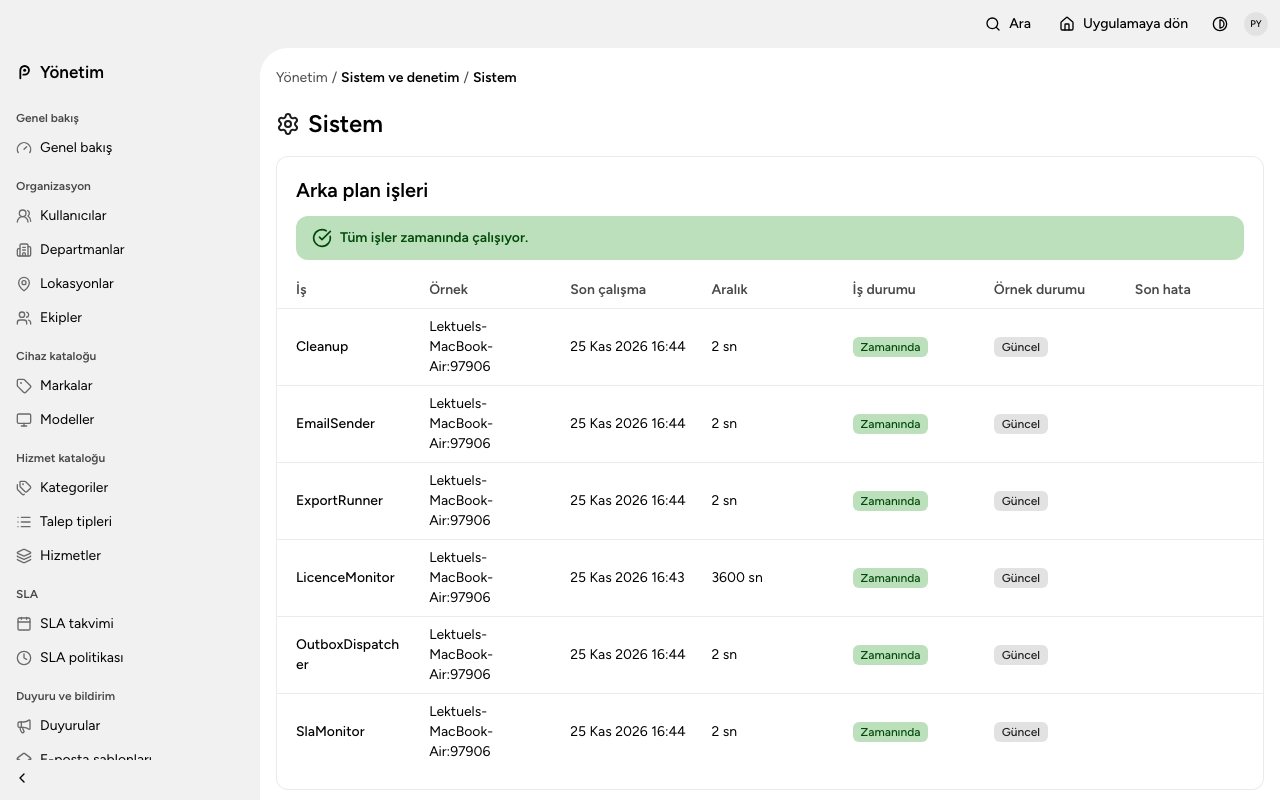 Ara
Uygulamaya dön
PY
Yönetim
Genel bakış
Genel bakış
Organizasyon
Kullanıcılar
Departmanlar
Lokasyonlar
Ekipler
Cihaz kataloğu
Markalar
Modeller
Hizmet kataloğu
Kategoriler
Talep tipleri
Hizmetler
SLA
SLA takvimi
SLA politikası
Duyuru ve bildirim
Duyurular
E-posta şablonları
Yönetim / Sistem ve denetim / Sistem
Sistem
Arka plan işleri
Tüm işler zamanında çalışıyor.
İş Örnek Son çalışma Aralık İş durumu Örnek durumu Son hata
Lektuels-
Cleanup MacBook- 25 Kas 2026 16:44 2 sn Zamanında Güncel
Air:97906
Lektuels-
EmailSender MacBook- 25 Kas 2026 16:44 2 sn Zamanında Güncel
Air:97906
Lektuels-
ExportRunner MacBook- 25 Kas 2026 16:44 2 sn Zamanında Güncel
Air:97906
Lektuels-
LicenceMonitor MacBook- 25 Kas 2026 16:43 3600 sn Zamanında Güncel
Air:97906
Lektuels-
OutboxDispatch MacBook- 25 Kas 2026 16:44 2 sn Zamanında Güncel
er Air:97906
Lektuels-
SlaMonitor MacBook- 25 Kas 2026 16:44 2 sn Zamanında Güncel
Air:97906